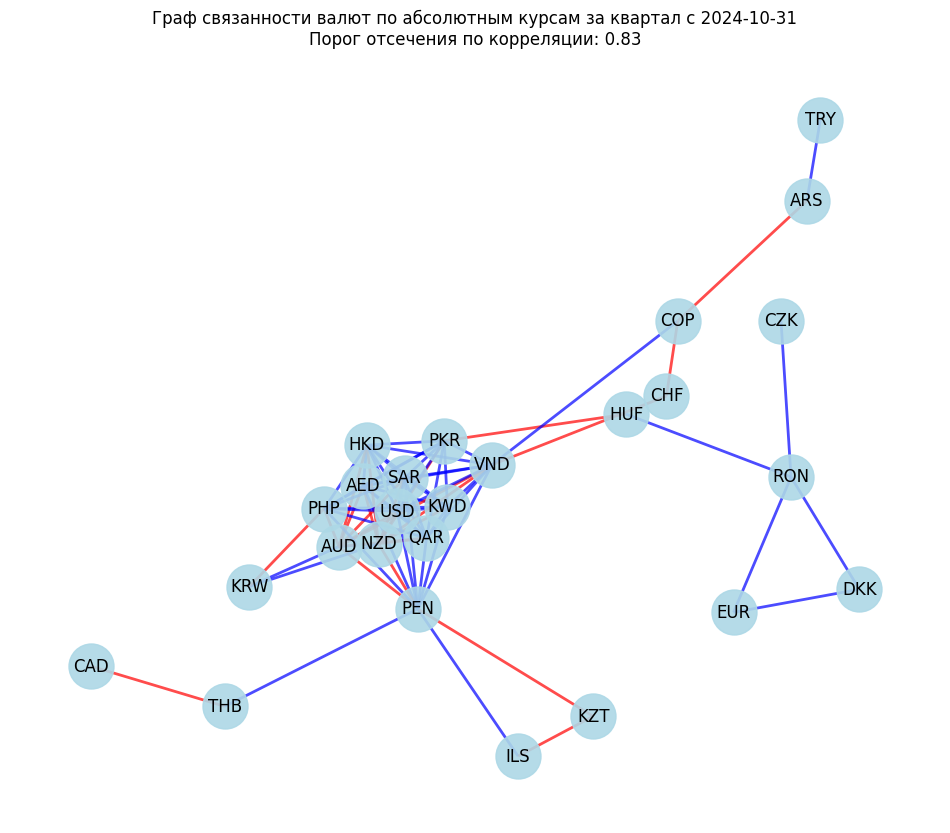 Граф связанности валют по абсолютным курсам за квартал с 2024-10-31
Порог отсечения по корреляции: 0.83
TRY
ARS
COP
CZK
CHF
HUF
HKD
PKR
VND
SAR
RON
AED
PHP
USD
KWD
AUD
NZD
QAR
KRW
DKK
PEN
EUR
CAD
THB
KZT
ILS